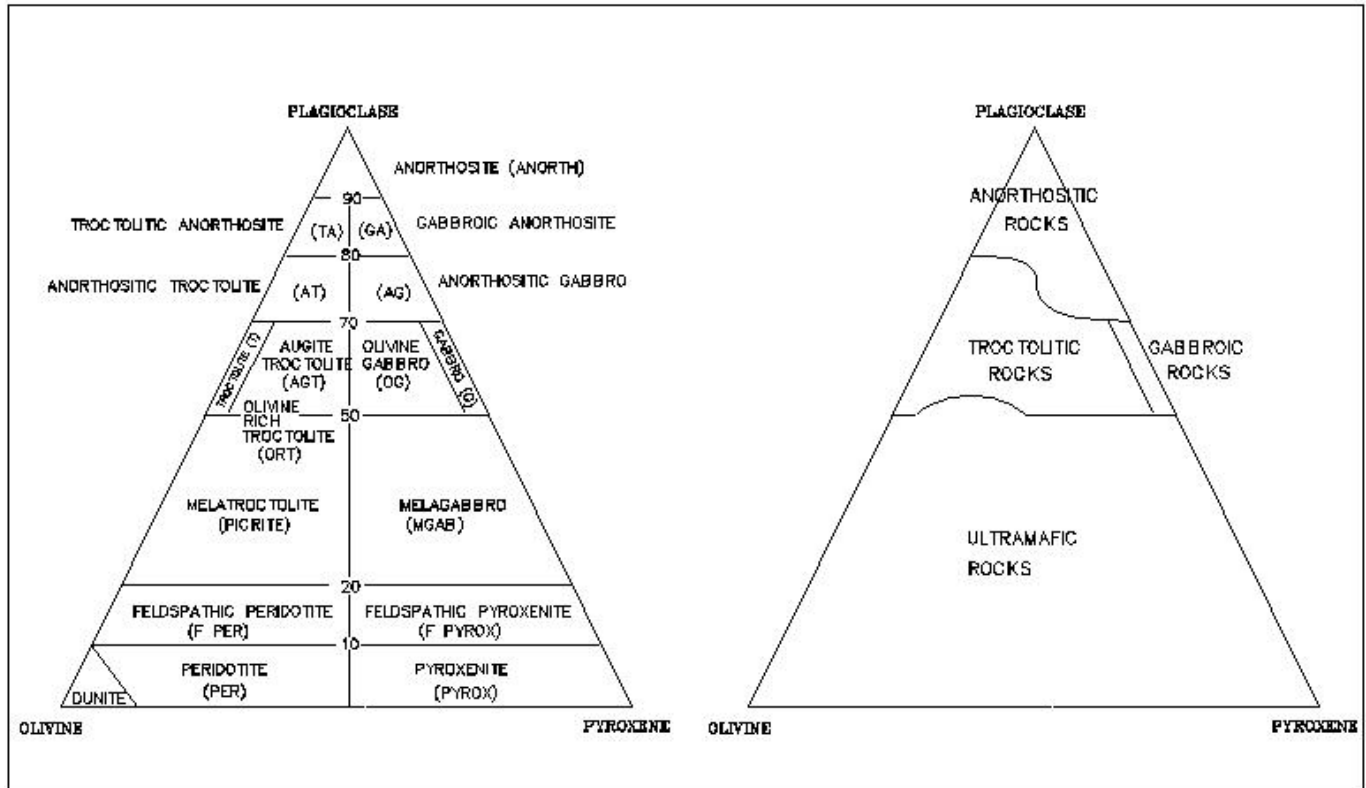 PLAGIOCLASE
ANORTHOSITE (ANORTH)
90
TROCTOLITIC ANORTHOSITE
(TA)
(GA)
GABBROIC ANORTHOSITE
80
ANORTHOSITIC TROCTOLITE
(AT)
(AG)
ANORTHOSITIC GABBRO
70
TROCTOLITE (T)
AUGITE
TROCTOLITE
(AGT)
OLIVINE
GABBRO
(OG)
GABBRO (G)
50
OLIVINE
RICH
TROCTOLITE
(ORT)
MELATROCTOLITE
(PICRITE)
MELAGABBRO
(MGAB)
20
FELDSPATHIC PERIDOTITE
(F PER)
FELDSPATHIC PYROXENITE
(F PYROX)
10
PERIDOTITE
(PER)
PYROXENITE
(PYROX)
DUNITE
OLIVINE
PYROXENE
PLAGIOCLASE
ANORTHOSITIC
ROCKS
TROCTOLITIC
ROCKS
GABBROIC
ROCKS
ULTRAMAFIC
ROCKS
OLIVINE
PYROXENE